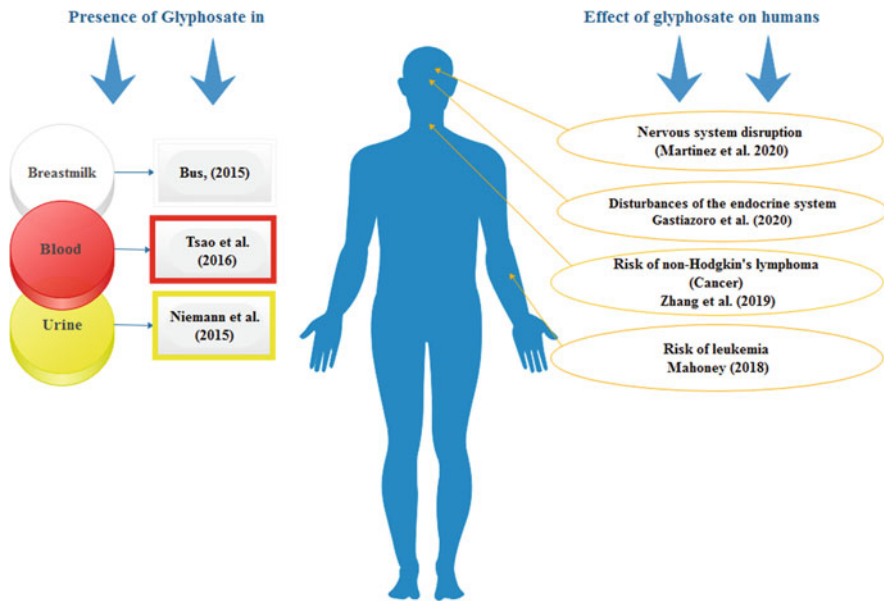 Presence of Glyphosate in
Breastmilk
Bus, (2015)
Blood
Tsao et al.
(2016)
Urine
Niemann et al.
(2015)
Effect of glyphosate on humans
Nervous system disruption
(Martinez et al. 2020)
Disturbances of the endocrine system
Gastiazoro et al. (2020)
Risk of non-Hodgkin's lymphoma
(Cancer)
Zhang et al. (2019)
Risk of leukemia
Mahoney (2018)